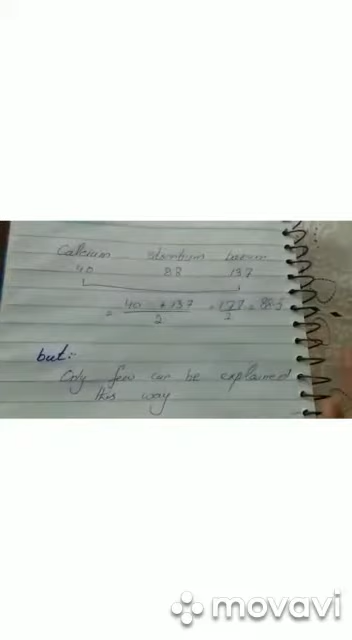 Calcium strontium barium
40 88 137
= 40 + 137 / 2 = 177 / 2 = 88.5
but:-
Only few can be explained
this way
movavi